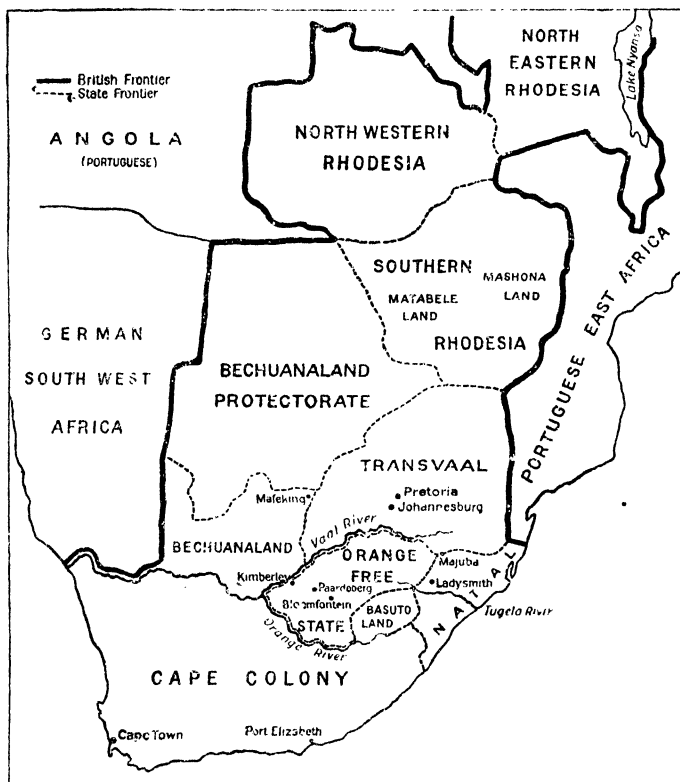 British Frontier
State Frontier
ANGOLA
(PORTUGUESE)
NORTH
EASTERN
RHODESIA
Lake Nyansa
NORTH WESTERN
RHODESIA
SOUTHERN
MASHONA
LAND
MATABELE
LAND
RHODESIA
GERMAN
SOUTH WEST
AFRICA
BECHUANALAND
PROTECTORATE
PORTUGUESE EAST AFRICA
TRANSVAAL
Mafeking
Pretoria
Johannesburg
Vaal River
BECHUANALAND
ORANGE
FREE
STATE
Majuba
Kimberley
Paardeberg
Ladysmith
Bloomfontein
BASUTO
LAND
NATAL
Tugela River
Orange River
CAPE COLONY
Cape Town
Port Elizabeth